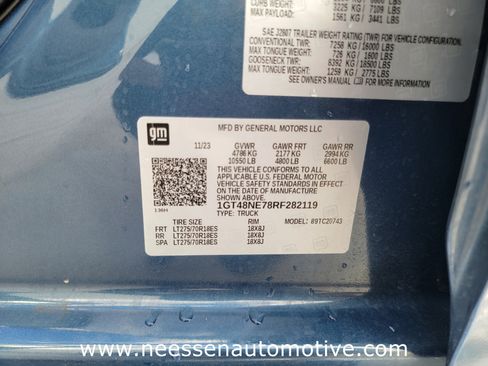 CURB WEIGHT: 3225 KG / 7109 LBS
MAX PAYLOAD: 1561 KG / 3441 LBS
SAE J2807 TRAILER WEIGHT RATING (TWR) FOR VEHICLE CONFIGURATION.
CONVENTIONAL TWR: 7258 KG / 16000 LBS
MAX TONGUE WEIGHT: 726 KG / 1600 LBS
GOOSENECK TWR: 8392 KG / 18500 LBS
MAX TONGUE WEIGHT: 1259 KG / 2775 LBS
SEE OWNER'S MANUAL FOR MORE INFORMATION.
gm
MFD BY GENERAL MOTORS LLC
11/23 GVWR GAWR FRT GAWR RR
4786 KG 2177 KG 2994 KG
10550 LB 4800 LB 6600 LB
THIS VEHICLE CONFORMS TO ALL APPLICABLE
U.S. FEDERAL MOTOR VEHICLE SAFETY
STANDARDS IN EFFECT ON THE
DATE OF MANUFACTURE
SHOWN ABOVE.
1GT48NE78RF282119
TYPE: TRUCK MODEL: 89TC20743
TIRE SIZE RIM
FRT LT275/70R18ES 18X8J
RR LT275/70R18ES 18X8J
SPA LT275/70R18ES 18X8J
www.neessenautomotive.com/